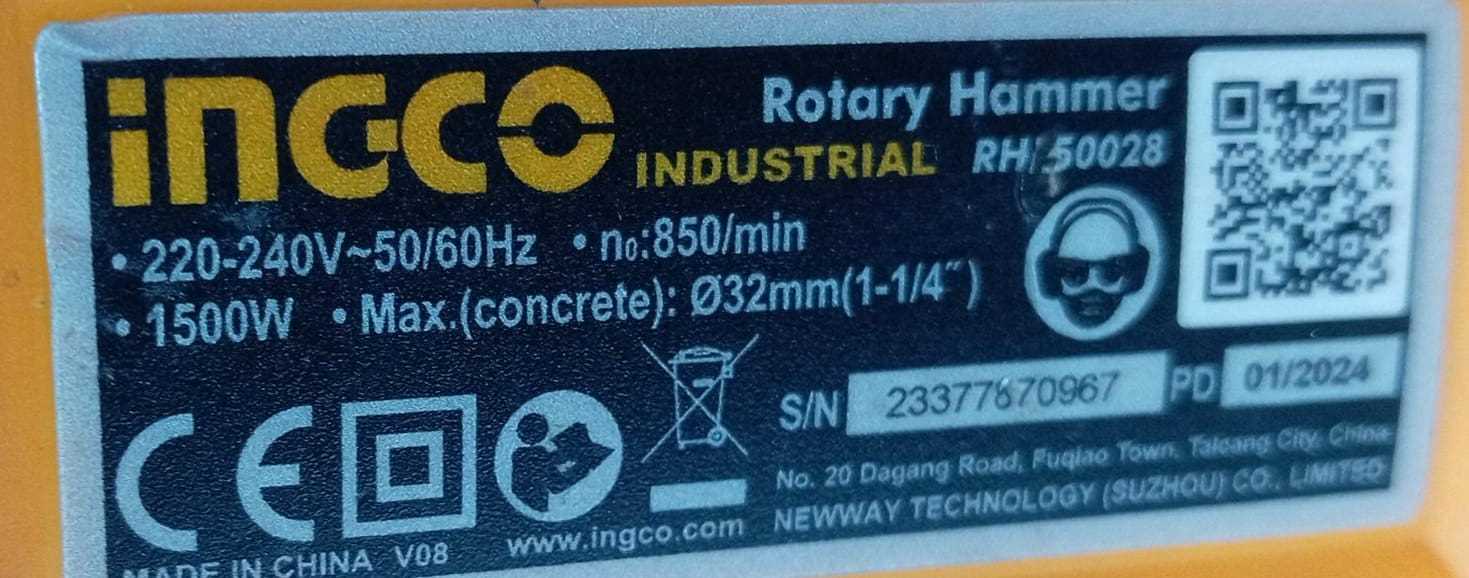 INGCO
INDUSTRIAL
Rotary Hammer
50028
• 220-240V~50/60Hz • n₀:850/min
• 1500W • Max.(concrete): Ø32mm(1-1/4")
S/N 23377870967 PD 01/2024
No. 20 Dagang Road, Fuqiao Town, Taicang City, China
NEWWAY TECHNOLOGY (SUZHOU) CO., LIMITED
CE
www.ingco.com
MADE IN CHINA V08